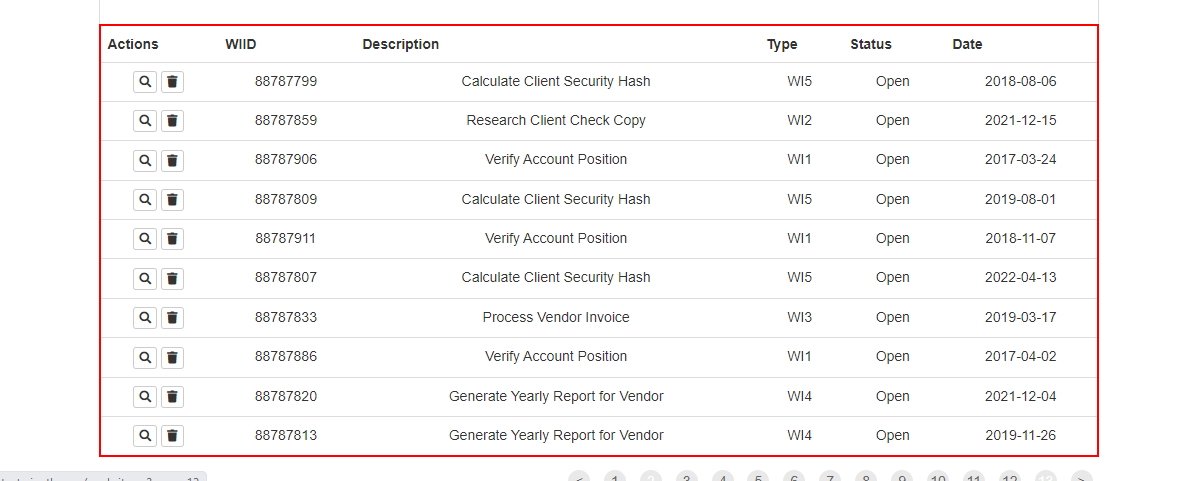 Actions WIID Description Type Status Date
88787799 Calculate Client Security Hash WI5 Open 2018-08-06
88787859 Research Client Check Copy WI2 Open 2021-12-15
88787906 Verify Account Position WI1 Open 2017-03-24
88787809 Calculate Client Security Hash WI5 Open 2019-08-01
88787911 Verify Account Position WI1 Open 2018-11-07
88787807 Calculate Client Security Hash WI5 Open 2022-04-13
88787833 Process Vendor Invoice WI3 Open 2019-03-17
88787886 Verify Account Position WI1 Open 2017-04-02
88787820 Generate Yearly Report for Vendor WI4 Open 2021-12-04
88787813 Generate Yearly Report for Vendor WI4 Open 2019-11-26
< 1 2 3 4 5 6 7 8 9 10 11 12 13 >